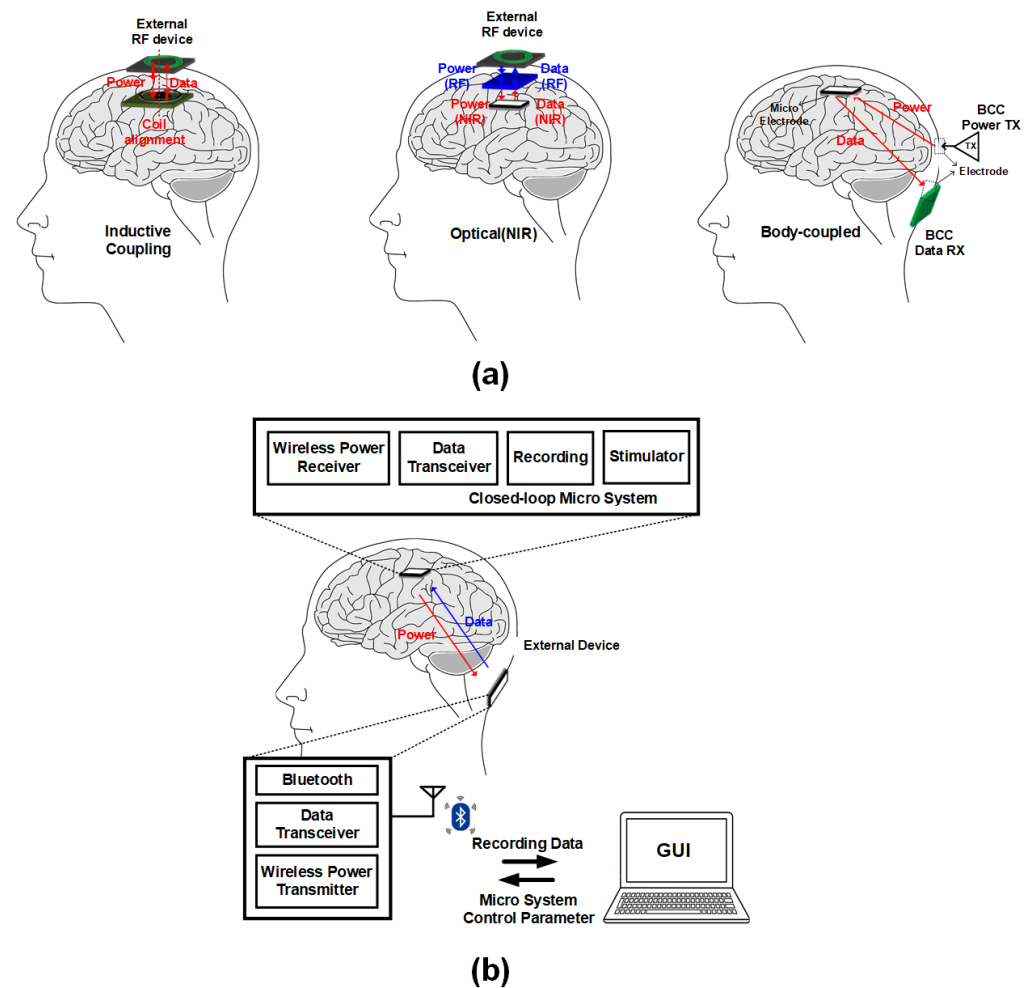 External
RF device
Power
Data
Coil
alignment
Inductive
Coupling
External
RF device
Power
(RF)
Data
(RF)
Power
(NIR)
Data
(NIR)
Optical(NIR)
Micro
Electrode
Power
Data
BCC
Power TX
TX
Electrode
BCC
Data RX
Body-coupled
(a)
Wireless Power
Receiver
Data
Transceiver
Recording
Stimulator
Closed-loop Micro System
Data
Power
External Device
Bluetooth
Data
Transceiver
Wireless Power
Transmitter
Recording Data
Micro System
Control Parameter
GUI
(b)